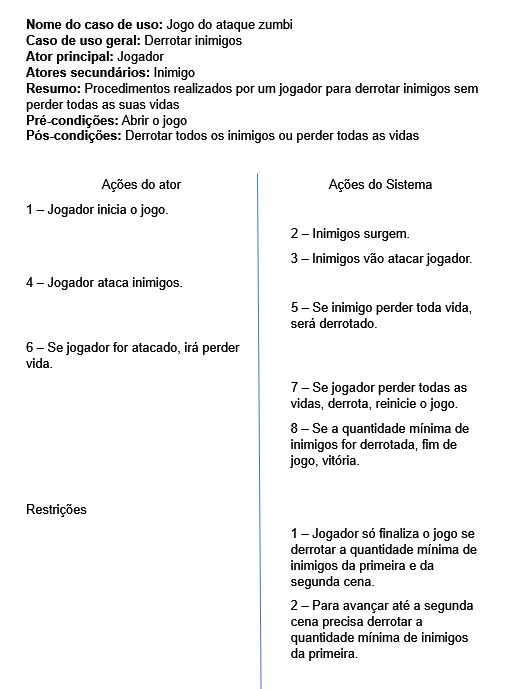 Nome do caso de uso: Jogo do ataque zumbi
Caso de uso geral: Derrotar inimigos
Ator principal: Jogador
Atores secundários: Inimigo
Resumo: Procedimentos realizados por um jogador para derrotar inimigos sem
perder todas as suas vidas
Pré-condições: Abrir o jogo
Pós-condições: Derrotar todos os inimigos ou perder todas as vidas
Ações do ator
Ações do Sistema
1 – Jogador inicia o jogo.
2 – Inimigos surgem.
3 – Inimigos vão atacar jogador.
4 – Jogador ataca inimigos.
5 – Se inimigo perder toda vida,
será derrotado.
6 – Se jogador for atacado, irá perder
vida.
7 – Se jogador perder todas as
vidas, derrota, reinicie o jogo.
8 – Se a quantidade mínima de
inimigos for derrotada, fim de
jogo, vitória.
Restrições
1 – Jogador só finaliza o jogo se
derrotar a quantidade mínima de
inimigos da primeira e da
segunda cena.
2 – Para avançar até a segunda
cena precisa derrotar a
quantidade mínima de inimigos
da primeira.